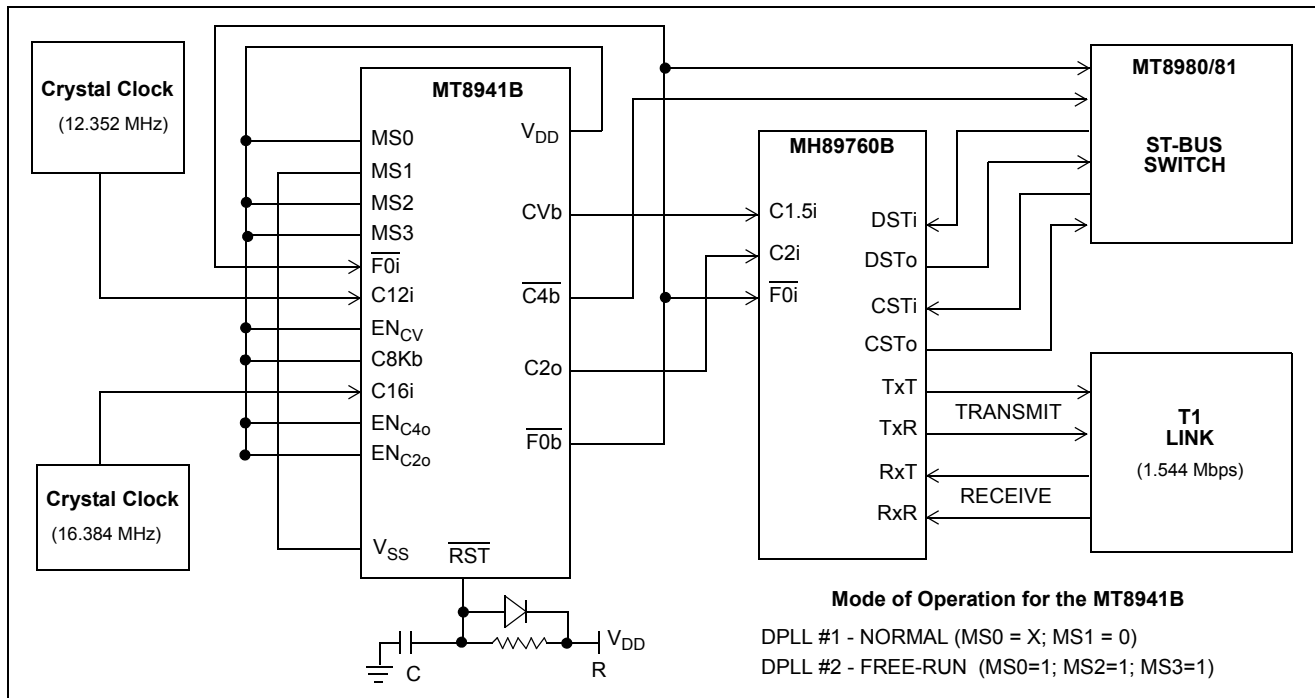 Crystal Clock
(12.352 MHz)
Crystal Clock
(16.384 MHz)
MT8941B
MS0
MS1
MS2
MS3
F0i
C12i
ENCV
C8Kb
C16i
ENC4o
ENC2o
VSS
RST
VDD
CVb
C4b
C2o
F0b
C
R
VDD
MH89760B
C1.5i
C2i
F0i
DSTi
DSTo
CSTi
CSTo
TxT
TxR
RxT
RxR
TRANSMIT
RECEIVE
MT8980/81
ST-BUS
SWITCH
T1
LINK
(1.544 Mbps)
Mode of Operation for the MT8941B
DPLL #1 - NORMAL (MS0 = X; MS1 = 0)
DPLL #2 - FREE-RUN (MS0=1; MS2=1; MS3=1)